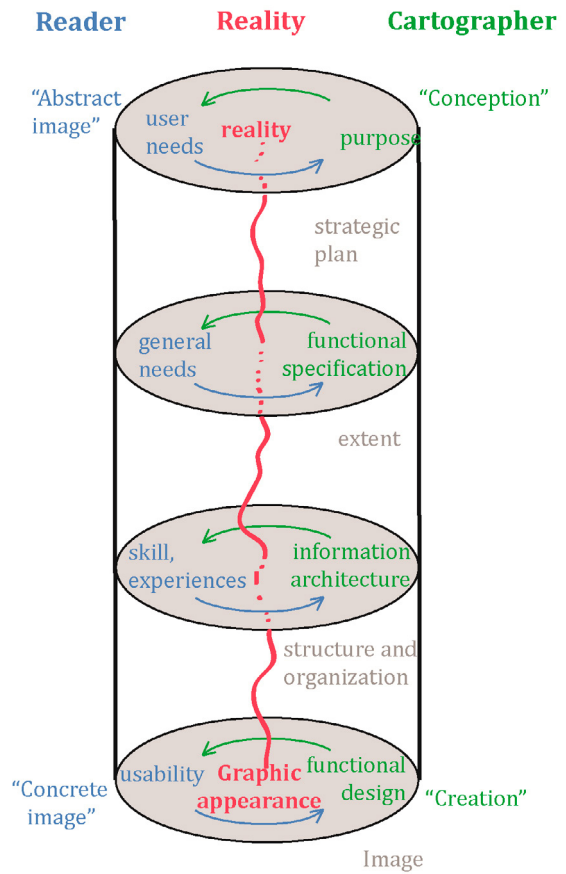 Reader Reality Cartographer
“Abstract
image”
“Conception”
user
needs
reality
purpose
strategic
plan
general
needs
functional
specification
extent
skill,
experiences
information
architecture
structure and
organization
usability
Graphic
appearance
functional
design
“Concrete
image”
“Creation”
Image